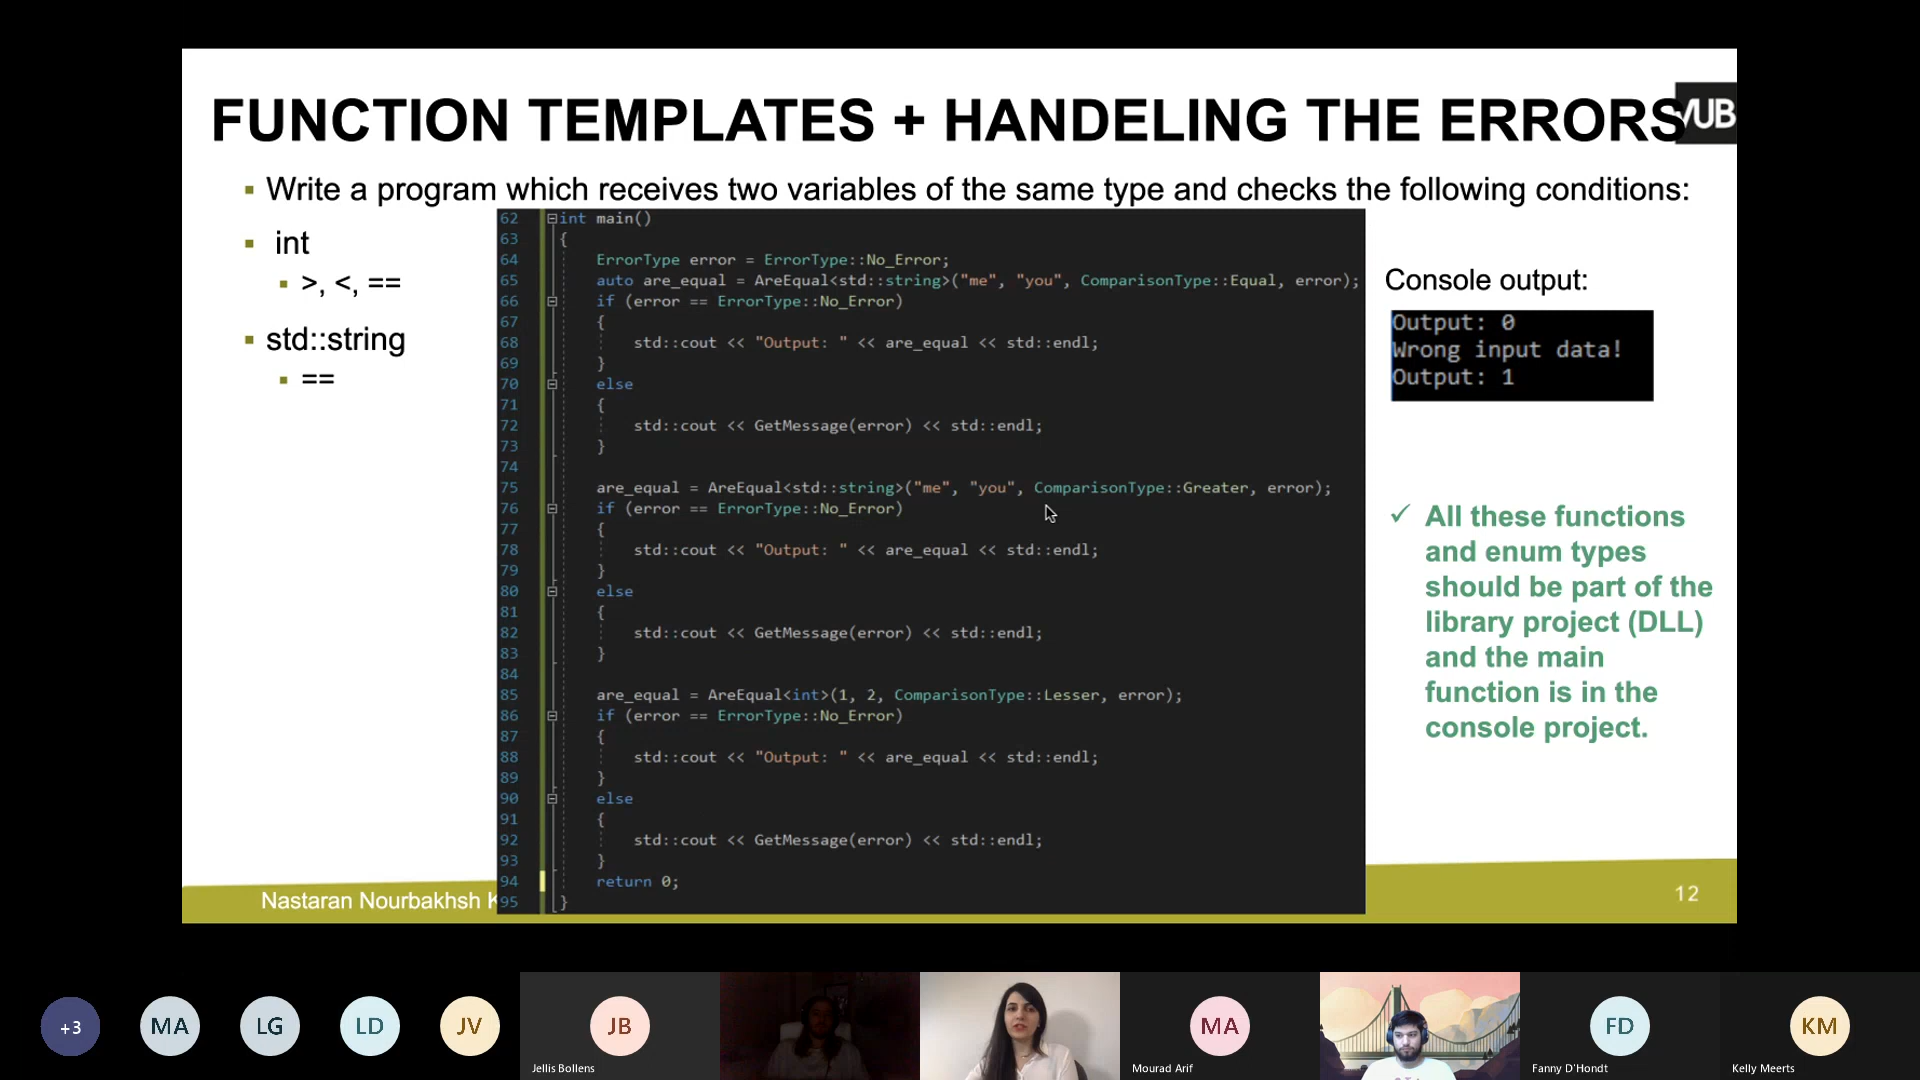 FUNCTION TEMPLATES + HANDELING THE ERRORS
VUB
▪ Write a program which receives two variables of the same type and checks the following conditions:
▪ int
▪ >, <, ==
▪ std::string
▪ ==
62 int main()
63 {
64 ErrorType error = ErrorType::No_Error;
65 auto are_equal = AreEqual<std::string>("me", "you", ComparisonType::Equal, error);
66 if (error == ErrorType::No_Error)
67 {
68 std::cout << "Output: " << are_equal << std::endl;
69 }
70 else
71 {
72 std::cout << GetMessage(error) << std::endl;
73 }
74
75 are_equal = AreEqual<std::string>("me", "you", ComparisonType::Greater, error);
76 if (error == ErrorType::No_Error)
77 {
78 std::cout << "Output: " << are_equal << std::endl;
79 }
80 else
81 {
82 std::cout << GetMessage(error) << std::endl;
83 }
84
85 are_equal = AreEqual<int>(1, 2, ComparisonType::Lesser, error);
86 if (error == ErrorType::No_Error)
87 {
88 std::cout << "Output: " << are_equal << std::endl;
89 }
90 else
91 {
92 std::cout << GetMessage(error) << std::endl;
93 }
94 return 0;
95 }
Console output:
Output: 0
Wrong input data!
Output: 1
✓ All these functions
and enum types
should be part of the
library project (DLL)
and the main
function is in the
console project.
Nastaran Nourbakhsh K
12
+3
MA
LG
LD
JV
JB
Jellis Bollens
MA
Mourad Arif
FD
Fanny D'Hondt
KM
Kelly Meerts